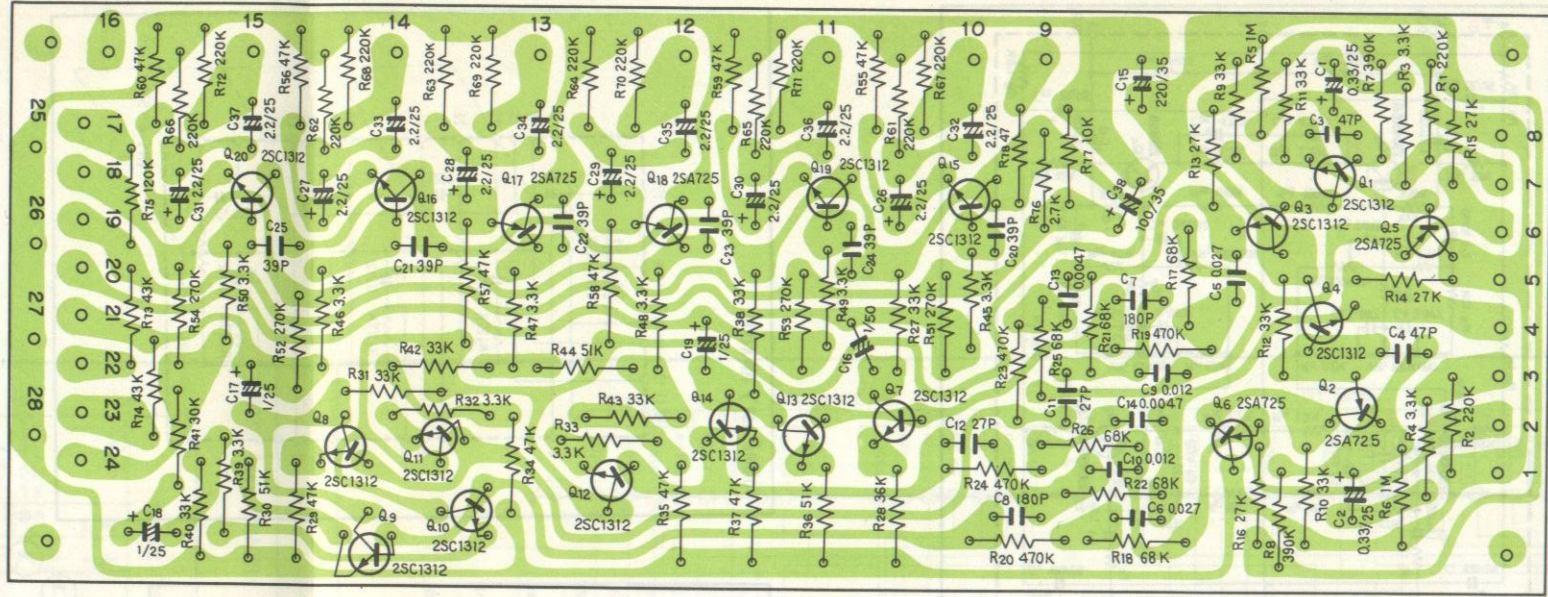 16
15
14
13
12
11
10
9
R60 47K
R66 220K
R72 220K
R56 47K
R62 220K
R68 220K
R63 220K
R69 220K
R64 220K
R70 220K
R59 47K
R65 220K
R71 220K
R55 47K
R61 220K
R67 220K
C15 220/35
R9 33K
R5 1M
R11 33K
C1 0.33/25
R7 390K
R3 3.3K
R1 220K
25
17
C37 2.2/25
C33 2.2/25
C34 2.2/25
C35 2.2/25
C36 2.2/25
C32 2.2/25
R18 47
R16 2.7K
R17 10K
R13 27K
C3 47P
R15 27K
8
18
R15 120K
C31 2.2/25
Q20 2SC1312
C27 2.2/25
Q16 2SC1312
C28 2.2/25
Q17 2SA725
C29 2.2/25
Q18 2SA725
C30 2.2/25
Q19 2SC1312
C26 2.2/25
Q15 2SC1312
C38 100/35
Q1 2SC1312
7
26
19
C25 39P
C21 39P
C22 39P
C23 39P
C24 39P
C20 39P
Q3 2SC1312
Q5 2SA725
6
20
R13 43K
R54 270K
R50 3.3K
R52 270K
R46 3.3K
R57 47K
R47 3.3K
R58 47K
R48 3.3K
R38 33K
R53 270K
R49 3.3K
R27 33K
R51 270K
R45 3.3K
C13 0.0047
C7 180P
R17 68K
C5 0.027
Q4 2SC1312
R14 27K
5
27
21
C19 1/25
C16 1/50
R23 470K
R25 68K
R21 68K
R19 470K
R12 33K
C4 47P
4
22
R14 43K
C17 1/25
R42 33K
R44 51K
R31 33K
C9 0.012
3
28
23
R41 30K
R32 3.3K
R43 33K
Q14 2SC1312
Q13 2SC1312
Q7 2SC1312
C11 27P
C14 0.0047
Q6 2SA725
Q2 2SA725
R4 3.3K
R2 220K
2
24
R39 3.3K
Q8 2SC1312
Q11 2SC1312
R34 47K
R33 3.3K
C12 27P
R26 68K
C10 0.012
1
C18 1/25
R40 33K
R30 51K
R29 47K
Q9 2SC1312
Q10 2SC1312
Q12 2SC1312
R35 47K
R37 47K
R36 51K
R28 36K
R24 470K
R22 68K
C8 180P
C6 0.027
R20 470K
R18 68K
R16 27K
R8 390K
R10 33K
C2 0.33/25
R6 1M